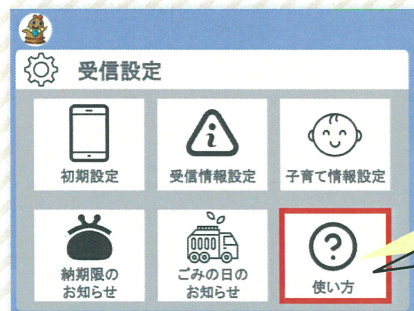 受信設定
初期設定
受信情報設定
子育て情報設定
納期限の
お知らせ
ごみの日の
お知らせ
?
使い方